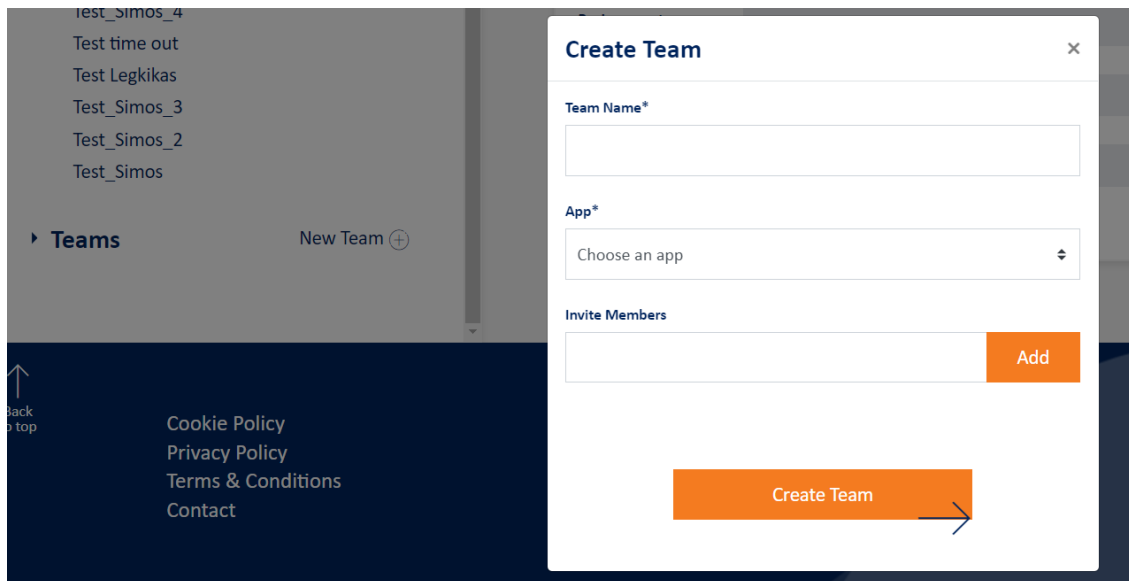 Test_Simos_4
Test time out
Test Legkikas
Test_Simos_3
Test_Simos_2
Test_Simos
Teams
New Team
Back
to top
Cookie Policy
Privacy Policy
Terms & Conditions
Contact
Create Team
×
Team Name*
App*
Choose an app
Invite Members
Add
Create Team